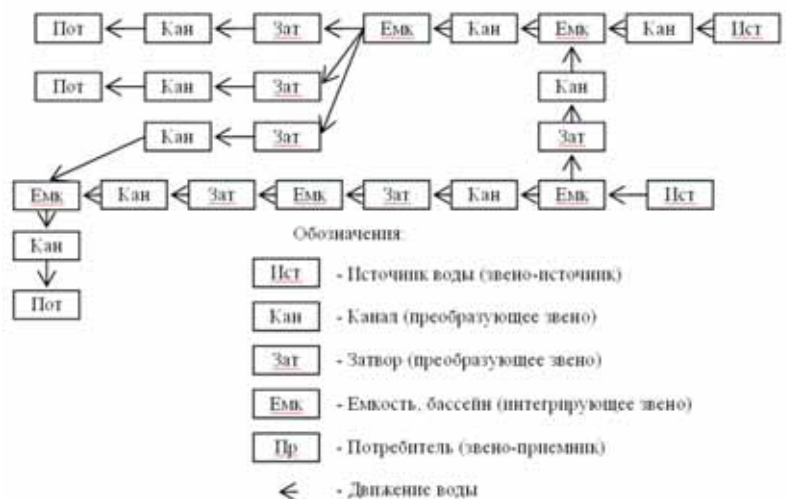 Пот Кан Зат Емк Кан Емк Кан Ист
Пот Кан Зат Кан
Кан Зат Зат
Емк Кан Зат Емк Зат Кан Емк Ист
Кан
Пот
Обозначения:
Ист - Источник воды (звено-источник)
Кан - Канал (преобразующее звено)
Зат - Затвор (преобразующее звено)
Емк - Емкость, бассейн (интегрирующее звено)
Пр - Потребитель (звено-приемник)
- Движение воды